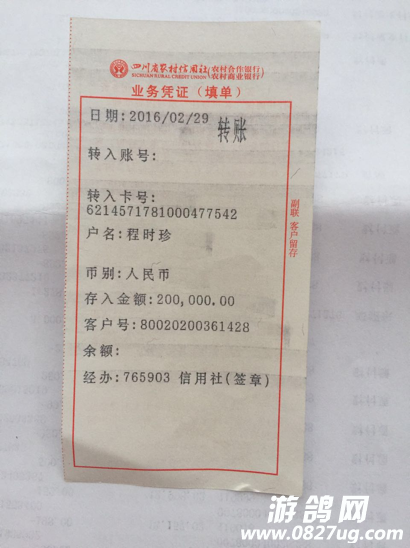 四川省农村信用社(农村合作银行 农村商业银行)
SICHUAN RURAL CREDIT UNION
业务凭证（填单）
日期:2016/02/29 转账
转入账号:
转入卡号:
6214571781000477542
户名:程时珍
币别:人民币
存入金额:200,000.00
客户号:80020200361428
余额:
经办:765903 信用社(签章)
副联 客户留存
游鸽网
www.0827ug.com